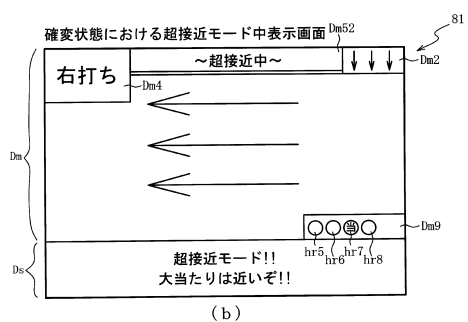 確変状態における超接近モード中表示画面
Dm52
81
右打ち
~超接近中~
Dm2
Dm4
Dm
当
Dm9
hr5 hr6 hr7 hr8
Ds
超接近モード!!
大当たりは近いぞ!!
(b)